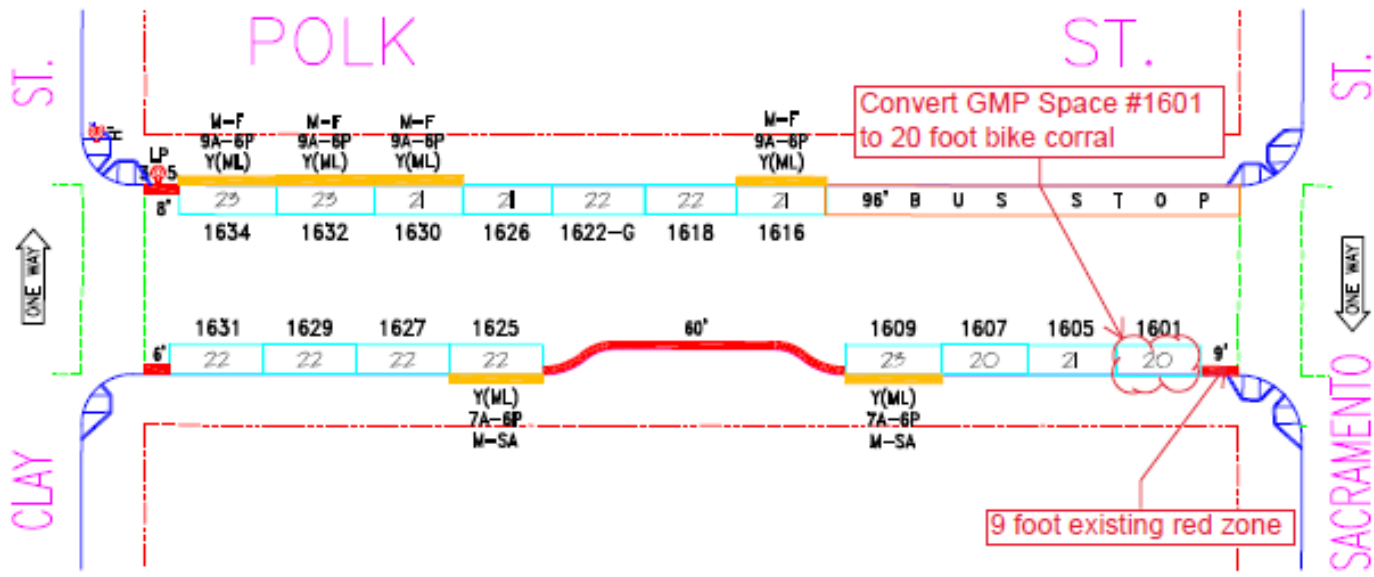 POLK ST.
ST.
ST.
Convert GMP Space #1601
to 20 foot bike corral
M-F M-F M-F M-F
9A-6P 9A-6P 9A-6P 9A-6P
LP Y(ML) Y(ML) Y(ML) Y(ML)
8' 23 23 21 21 22 22 21 96' BUS STOP
1634 1632 1630 1626 1622-G 1618 1616
ONE WAY
ONE WAY
1631 1629 1627 1625 60' 1609 1607 1605 1601
6' 22 22 22 22 23 20 21 20 9'
Y(ML) Y(ML)
7A-6P 7A-6P
M-SA M-SA
CLAY
SACRAMENTO
9 foot existing red zone